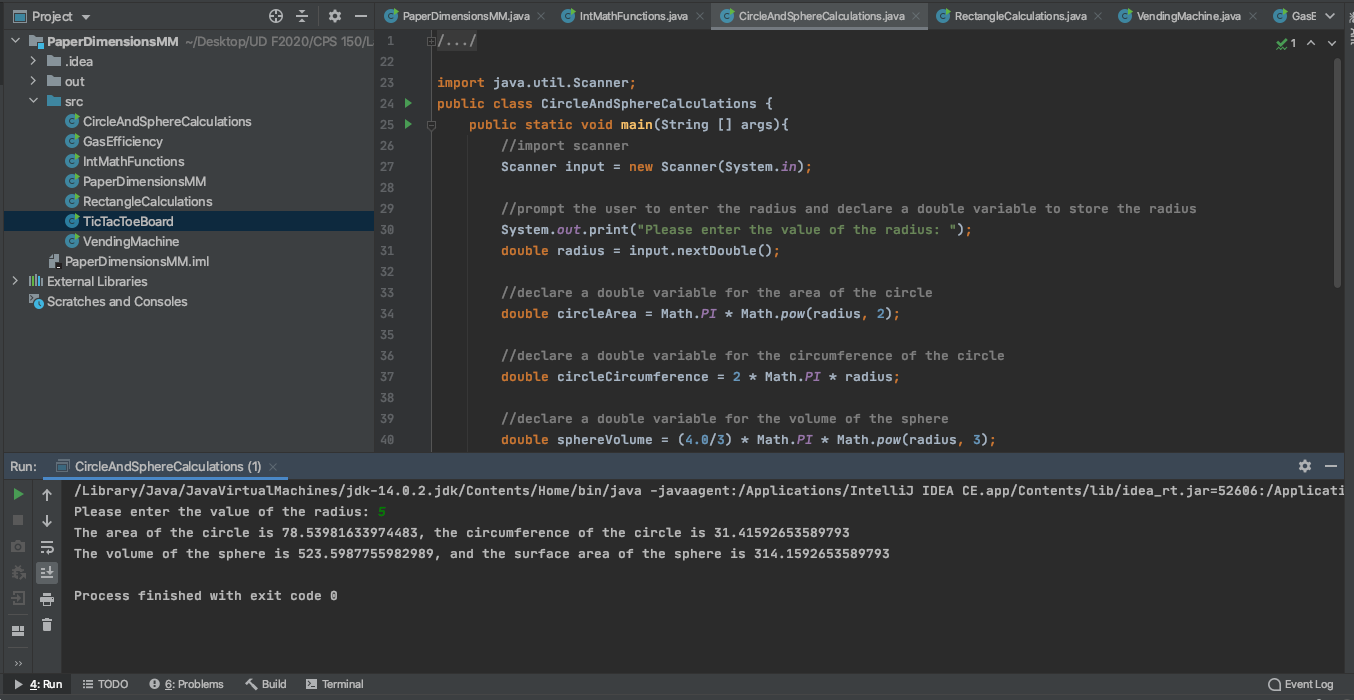 Project
PaperDimensionsMM.java
IntMathFunctions.java
CircleAndSphereCalculations.java
RectangleCalculations.java
VendingMachine.java
GasE
PaperDimensionsMM ~/Desktop/UD F2020/CPS 150/L
.idea
out
src
CircleAndSphereCalculations
GasEfficiency
IntMathFunctions
PaperDimensionsMM
RectangleCalculations
TicTacToeBoard
VendingMachine
PaperDimensionsMM.iml
External Libraries
Scratches and Consoles
1 /.../
1
22
23 import java.util.Scanner;
24 public class CircleAndSphereCalculations {
25 public static void main(String [] args){
26 //import scanner
27 Scanner input = new Scanner(System.in);
28
29 //prompt the user to enter the radius and declare a double variable to store the radius
30 System.out.print("Please enter the value of the radius: ");
31 double radius = input.nextDouble();
32
33 //declare a double variable for the area of the circle
34 double circleArea = Math.PI * Math.pow(radius, 2);
35
36 //declare a double variable for the circumference of the circle
37 double circleCircumference = 2 * Math.PI * radius;
38
39 //declare a double variable for the volume of the sphere
40 double sphereVolume = (4.0/3) * Math.PI * Math.pow(radius, 3);
Run: CircleAndSphereCalculations (1)
/Library/Java/JavaVirtualMachines/jdk-14.0.2.jdk/Contents/Home/bin/java -javaagent:/Applications/IntelliJ IDEA CE.app/Contents/lib/idea_rt.jar=52606:/Applicati
Please enter the value of the radius: 5
The area of the circle is 78.53981633974483, the circumference of the circle is 31.41592653589793
The volume of the sphere is 523.5987755982989, and the surface area of the sphere is 314.1592653589793
Process finished with exit code 0
4: Run
TODO
6: Problems
Build
Terminal
Event Log